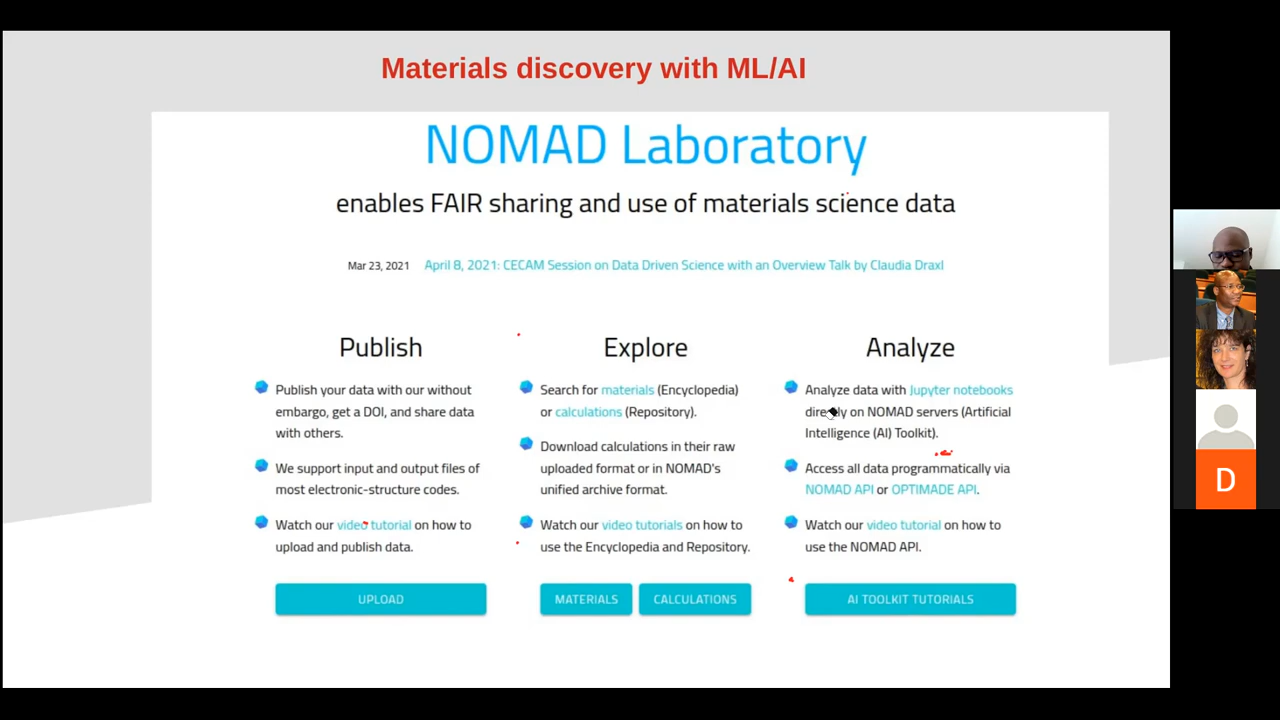 Materials discovery with ML/AI
NOMAD Laboratory
enables FAIR sharing and use of materials science data
Mar 23, 2021 April 8, 2021: CECAM Session on Data Driven Science with an Overview Talk by Claudia Draxl
Publish
Publish your data with our without
embargo, get a DOI, and share data
with others.
We support input and output files of
most electronic-structure codes.
Watch our video tutorial on how to
upload and publish data.
UPLOAD
Explore
Search for materials (Encyclopedia)
or calculations (Repository).
Download calculations in their raw
uploaded format or in NOMAD's
unified archive format.
Watch our video tutorials on how to
use the Encyclopedia and Repository.
MATERIALS CALCULATIONS
Analyze
Analyze data with Jupyter notebooks
directly on NOMAD servers (Artificial
Intelligence (AI) Toolkit).
Access all data programmatically via
NOMAD API or OPTIMADE API.
Watch our video tutorial on how to
use the NOMAD API.
AI TOOLKIT TUTORIALS
D